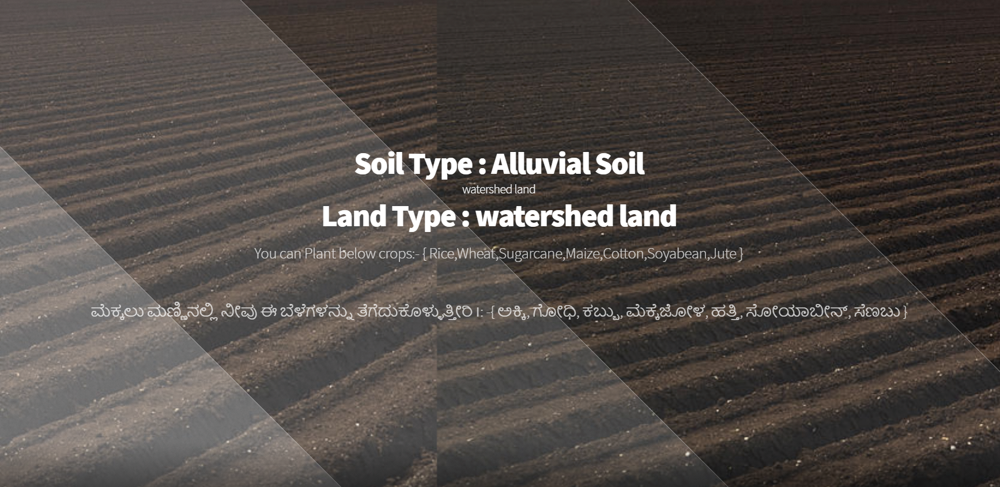 Soil Type : Alluvial Soil
watershed land
Land Type : watershed land
You can Plant below crops:- { Rice,Wheat,Sugarcane,Maize,Cotton,Soyabean,Jute }
ಮೆಕ್ಕಲು ಮಣ್ಣಿನಲ್ಲಿ ನೀವು ಈ ಬೆಳೆಗಳನ್ನು ತೆಗೆದುಕೊಳ್ಳುತ್ತೀರಿ ।: -{ ಅಕ್ಕಿ, ಗೋಧಿ, ಕಬ್ಬು, ಮೆಕ್ಕೆಜೋಳ, ಹತ್ತಿ, ಸೋಯಾಬೀನ್, ಸೆಣಬು }